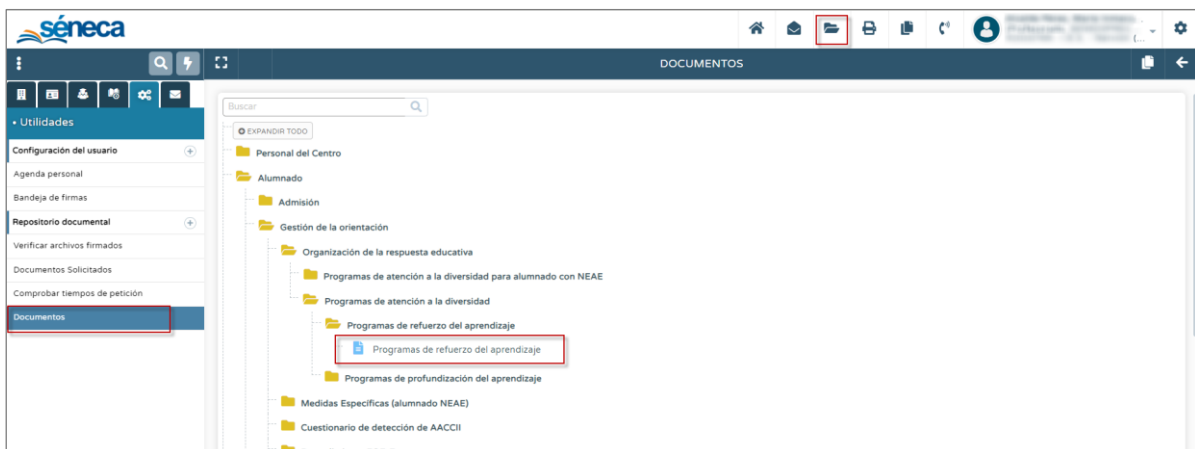 séneca
DOCUMENTOS
• Utilidades
Configuración del usuario
Agenda personal
Bandeja de firmas
Repositorio documental
Verificar archivos firmados
Documentos Solicitados
Comprobar tiempos de petición
Documentos
Buscar
EXPANDIR TODO
Personal del Centro
Alumnado
Admisión
Gestión de la orientación
Organización de la respuesta educativa
Programas de atención a la diversidad para alumnado con NEAE
Programas de atención a la diversidad
Programas de refuerzo del aprendizaje
Programas de refuerzo del aprendizaje
Programas de profundización del aprendizaje
Medidas Específicas (alumnado NEAE)
Cuestionario de detección de AACCII